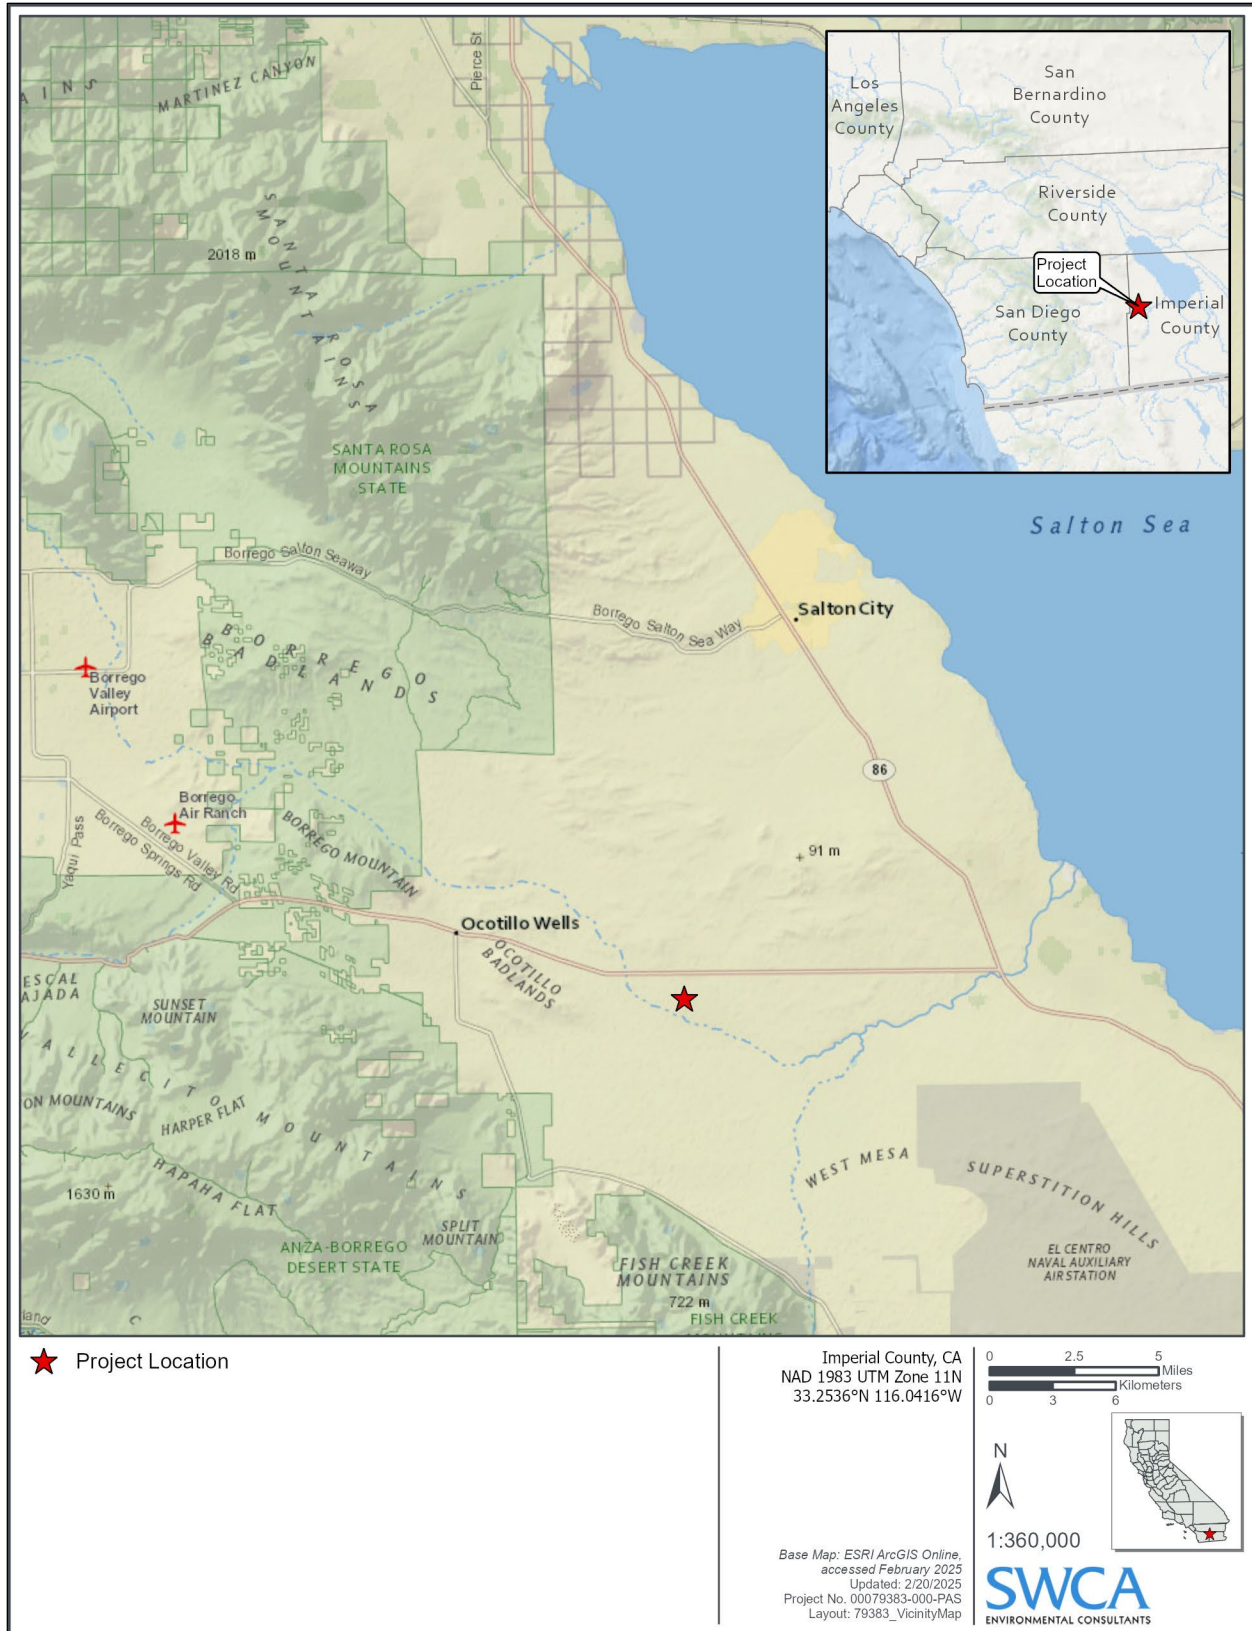 AINS
MARTINEZ CANYON
Pierce St
2018 m
SANTA ROSA
MOUNTAINS
SANTA ROSA
MOUNTAINS
STATE
Los
Angeles
County
San
Bernardino
County
Riverside
County
Project
Location
San Diego
County
Imperial
County
Salton Sea
Borrego Salton Seaway
Borrego Salton Sea Way
Salton City
BORREGO
BADLANDS
Borrego
Valley
Airport
86
Borrego
Air Ranch
Yaqui Pass
Borrego Valley Rd
Borrego Springs Rd
BORREGO MOUNTAIN
91 m
Ocotillo Wells
OCOTILLO
BADLANDS
ESCAL
AJADA
SUNSET
MOUNTAIN
VALLECITO MOUNTAINS
ON MOUNTAINS
HARPER FLAT
HAPAHA FLAT
1630 m
SPLIT
MOUNTAIN
ANZA-BORREGO
DESERT STATE
WEST MESA
SUPERSTITION HILLS
EL CENTRO
NAVAL AUXILIARY
AIR STATION
FISH CREEK
MOUNTAINS
722 m
FISH CREEK
land
C
Project Location
Imperial County, CA
NAD 1983 UTM Zone 11N
33.2536°N 116.0416°W
0 2.5 5
Miles
Kilometers
0 3 6
N
1:360,000
Base Map: ESRI ArcGIS Online,
accessed February 2025
Updated: 2/20/2025
Project No. 00079383-000-PAS
Layout: 79383_VicinityMap
SWCA
ENVIRONMENTAL CONSULTANTS